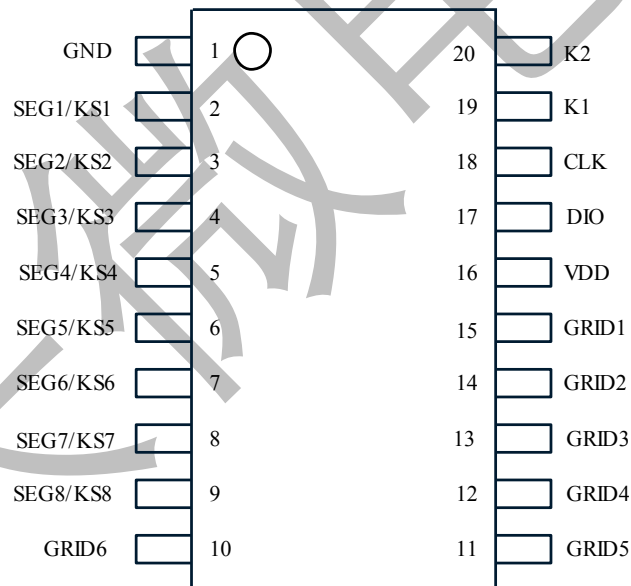 GND 1 20 K2
SEG1/KS1 2 19 K1
SEG2/KS2 3 18 CLK
SEG3/KS3 4 17 DIO
SEG4/KS4 5 16 VDD
SEG5/KS5 6 15 GRID1
SEG6/KS6 7 14 GRID2
SEG7/KS7 8 13 GRID3
SEG8/KS8 9 12 GRID4
GRID6 10 11 GRID5
微